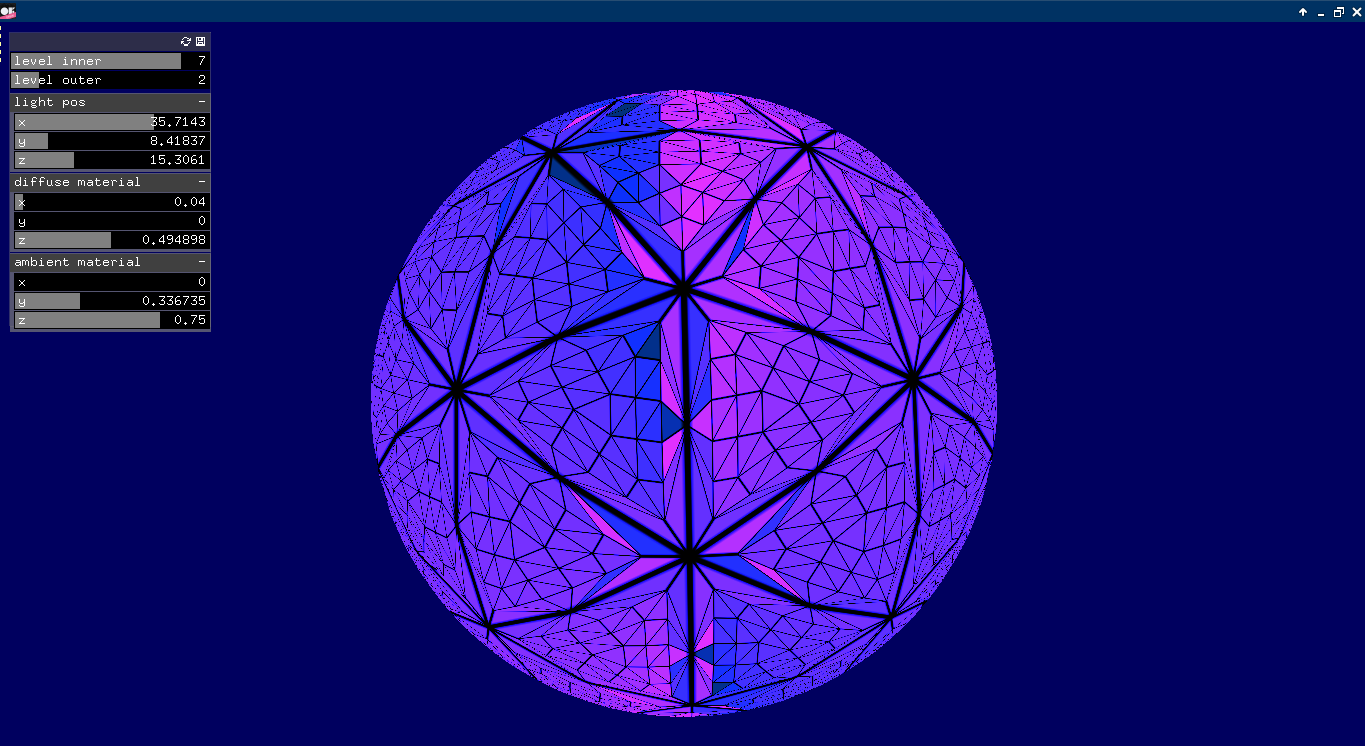 level inner 7
level outer 2
light pos -
x 35.7143
y 8.41837
z 15.3061
diffuse material -
x 0.04
y 0
z 0.494898
ambient material -
x 0
y 0.336735
z 0.75